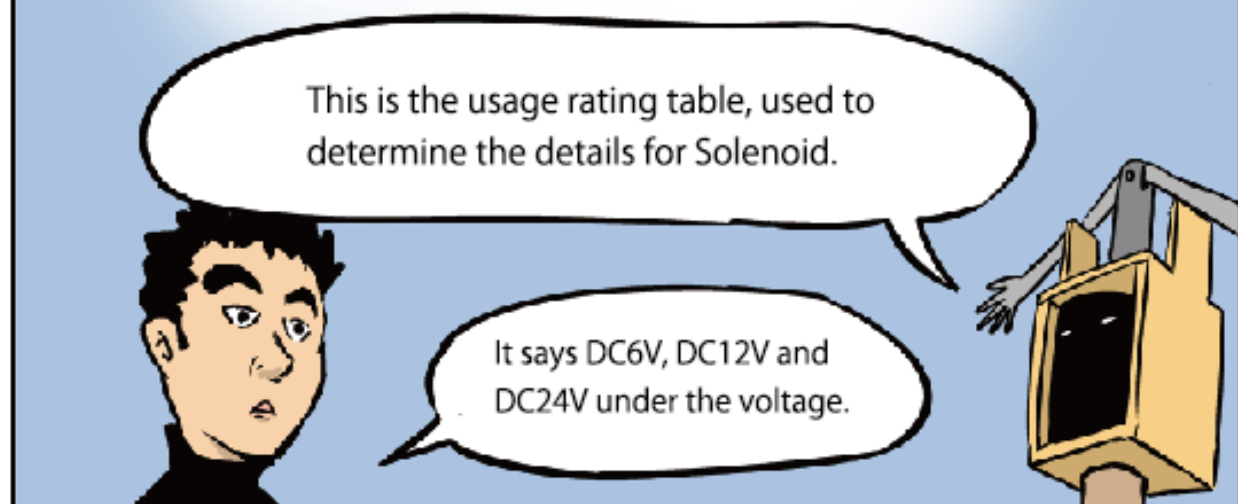 This is the usage rating table, used to
determine the details for Solenoid.
It says DC6V, DC12V and
DC24V under the voltage.